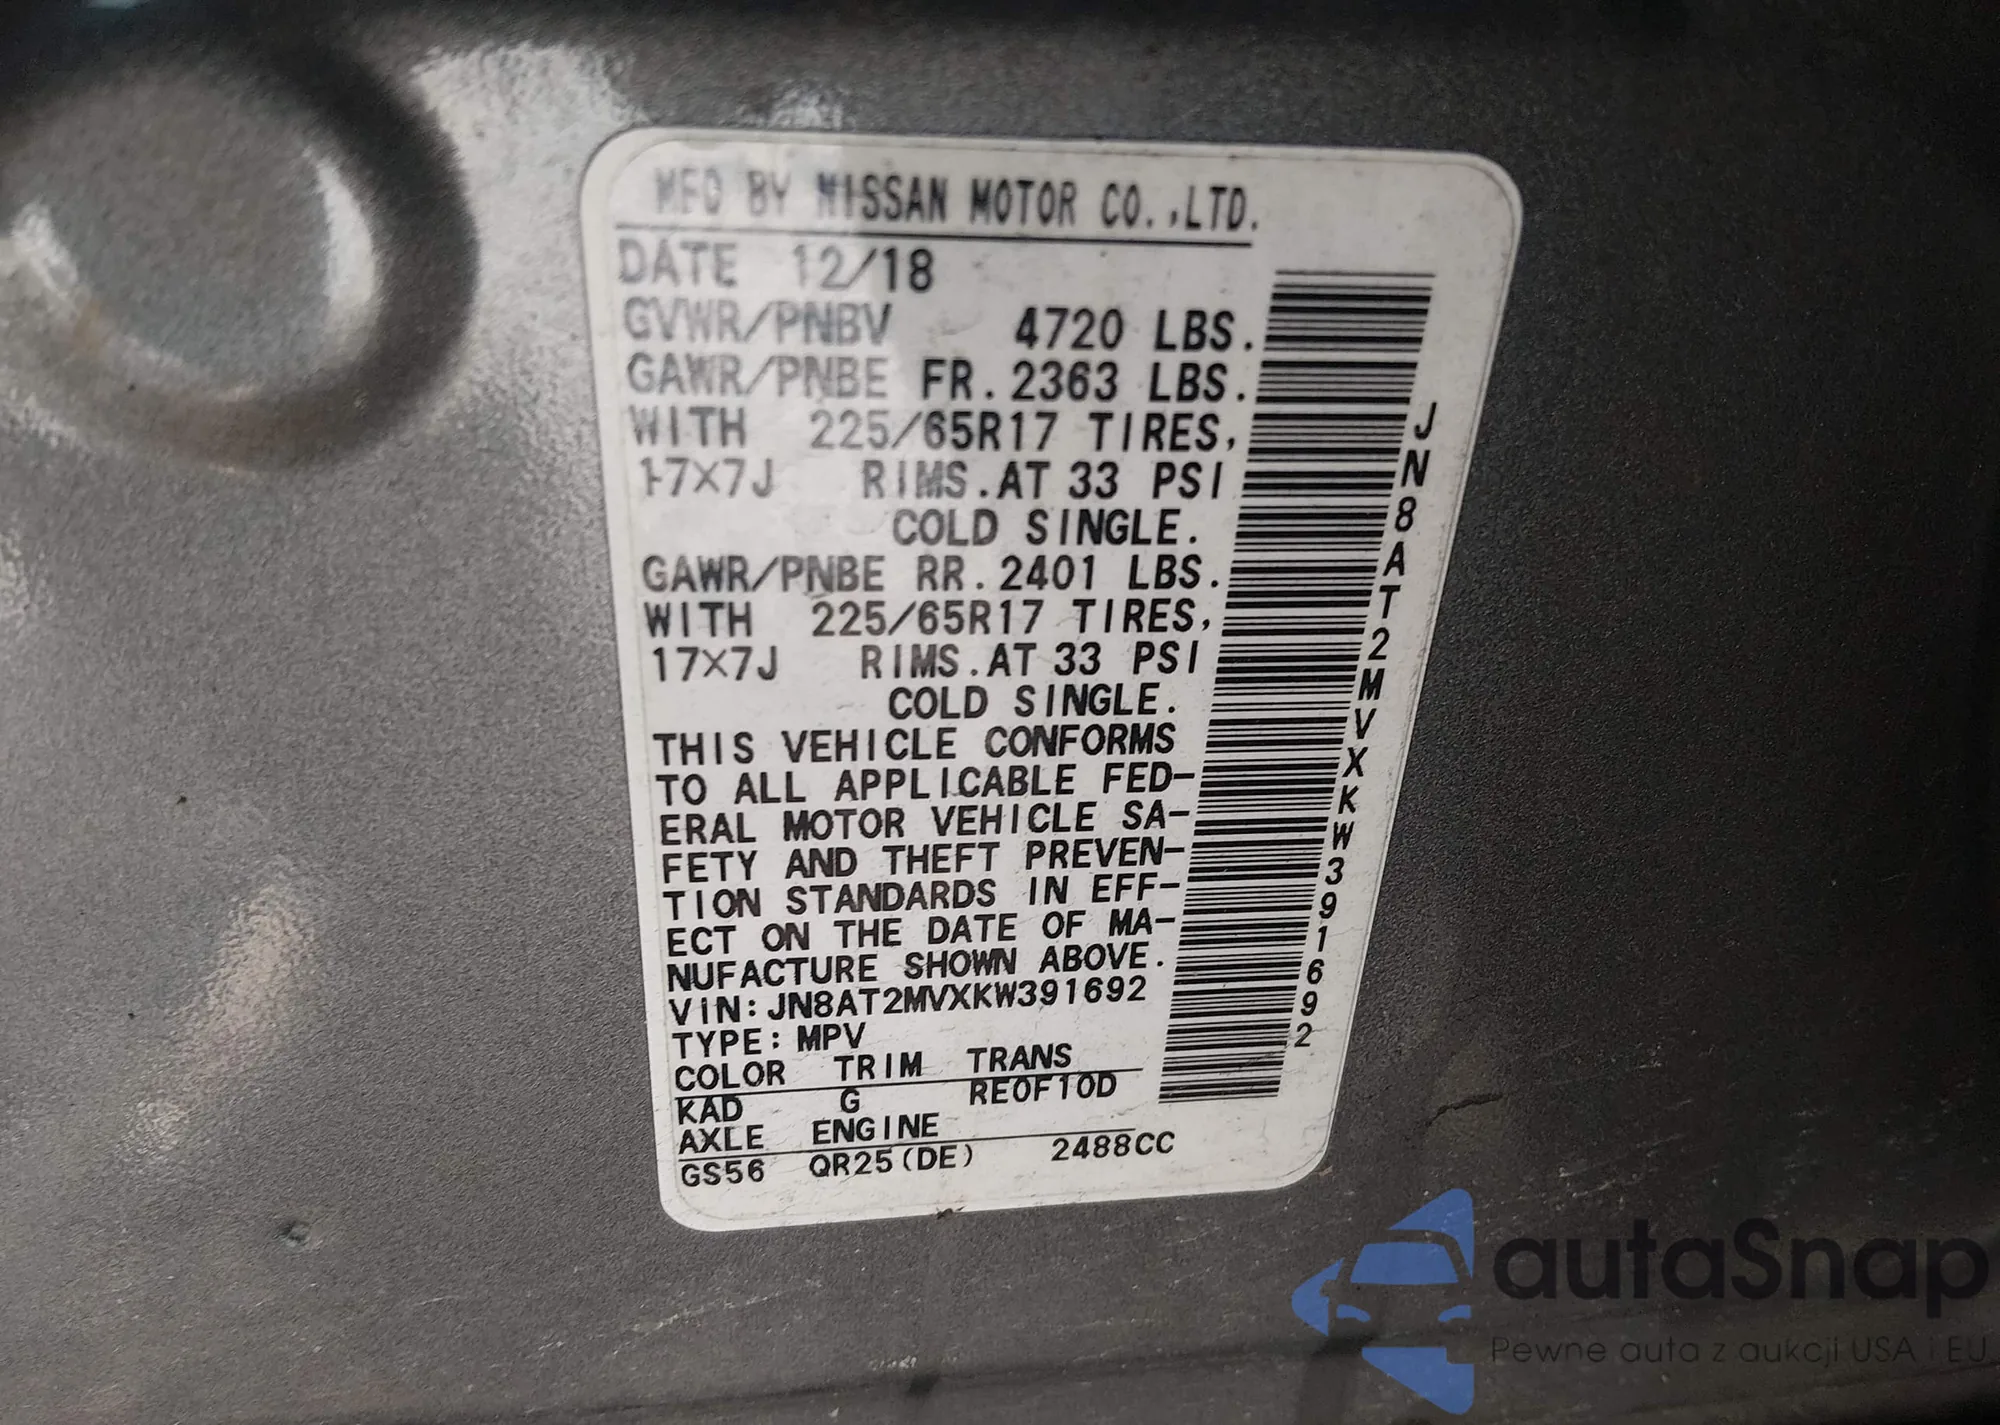 MFD BY NISSAN MOTOR CO.,LTD.
DATE 12/18
GVWR/PNBV 4720 LBS.
GAWR/PNBE FR. 2363 LBS.
WITH 225/65R17 TIRES,
17X7J RIMS. AT 33 PSI
COLD SINGLE.
GAWR/PNBE RR. 2401 LBS.
WITH 225/65R17 TIRES,
17X7J RIMS. AT 33 PSI
COLD SINGLE.
THIS VEHICLE CONFORMS
TO ALL APPLICABLE FED-
ERAL MOTOR VEHICLE SA-
FETY AND THEFT PREVEN-
TION STANDARDS IN EFF-
ECT ON THE DATE OF MA-
NUFACTURE SHOWN ABOVE.
VIN: JN8AT2MVXKW391692
TYPE: MPV
COLOR TRIM TRANS
KAD G RE0F10D
AXLE ENGINE
GS56 QR25(DE) 2488CC
JN8AT2MVXKW391692
autaSnap
Pewne auta z aukcji USA i EU